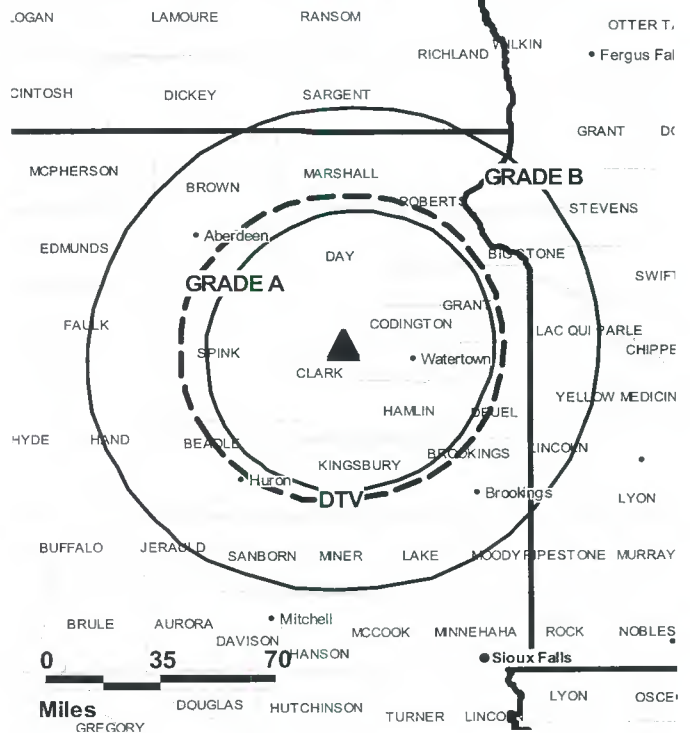 LOGAN LAMOURE RANSOM
OTTER T
RICHLAND WILKIN
Fergus Fal
CINTOSH DICKEY SARGENT
GRANT DO
MCPHERSON MARSHALL
BROWN GRADE B
ROBERTS STEVENS
EDMUNDS Aberdeen
DAY BIG STONE
GRADE A SWIFT
GRANT
FAULK CODINGTON LAC QUI PARLE
SPINK Watertown CHIPPE
CLARK
HAMLIN DEUEL YELLOW MEDICIN
HYDE HAND BEADLE BROOKINGS LINCOLN
KINGSBURY
Huron
DTV Brookings LYON
BUFFALO JERAULD SANBORN MINER LAKE MOODY PIPESTONE MURRAY
BRULE AURORA Mitchell
DAVISON MCCOOK MINNEHAHA ROCK NOBLES
0 35 70 HANSON Sioux Falls
Miles DOUGLAS HUTCHINSON LYON OSCE
GREGORY TURNER LINCOLN